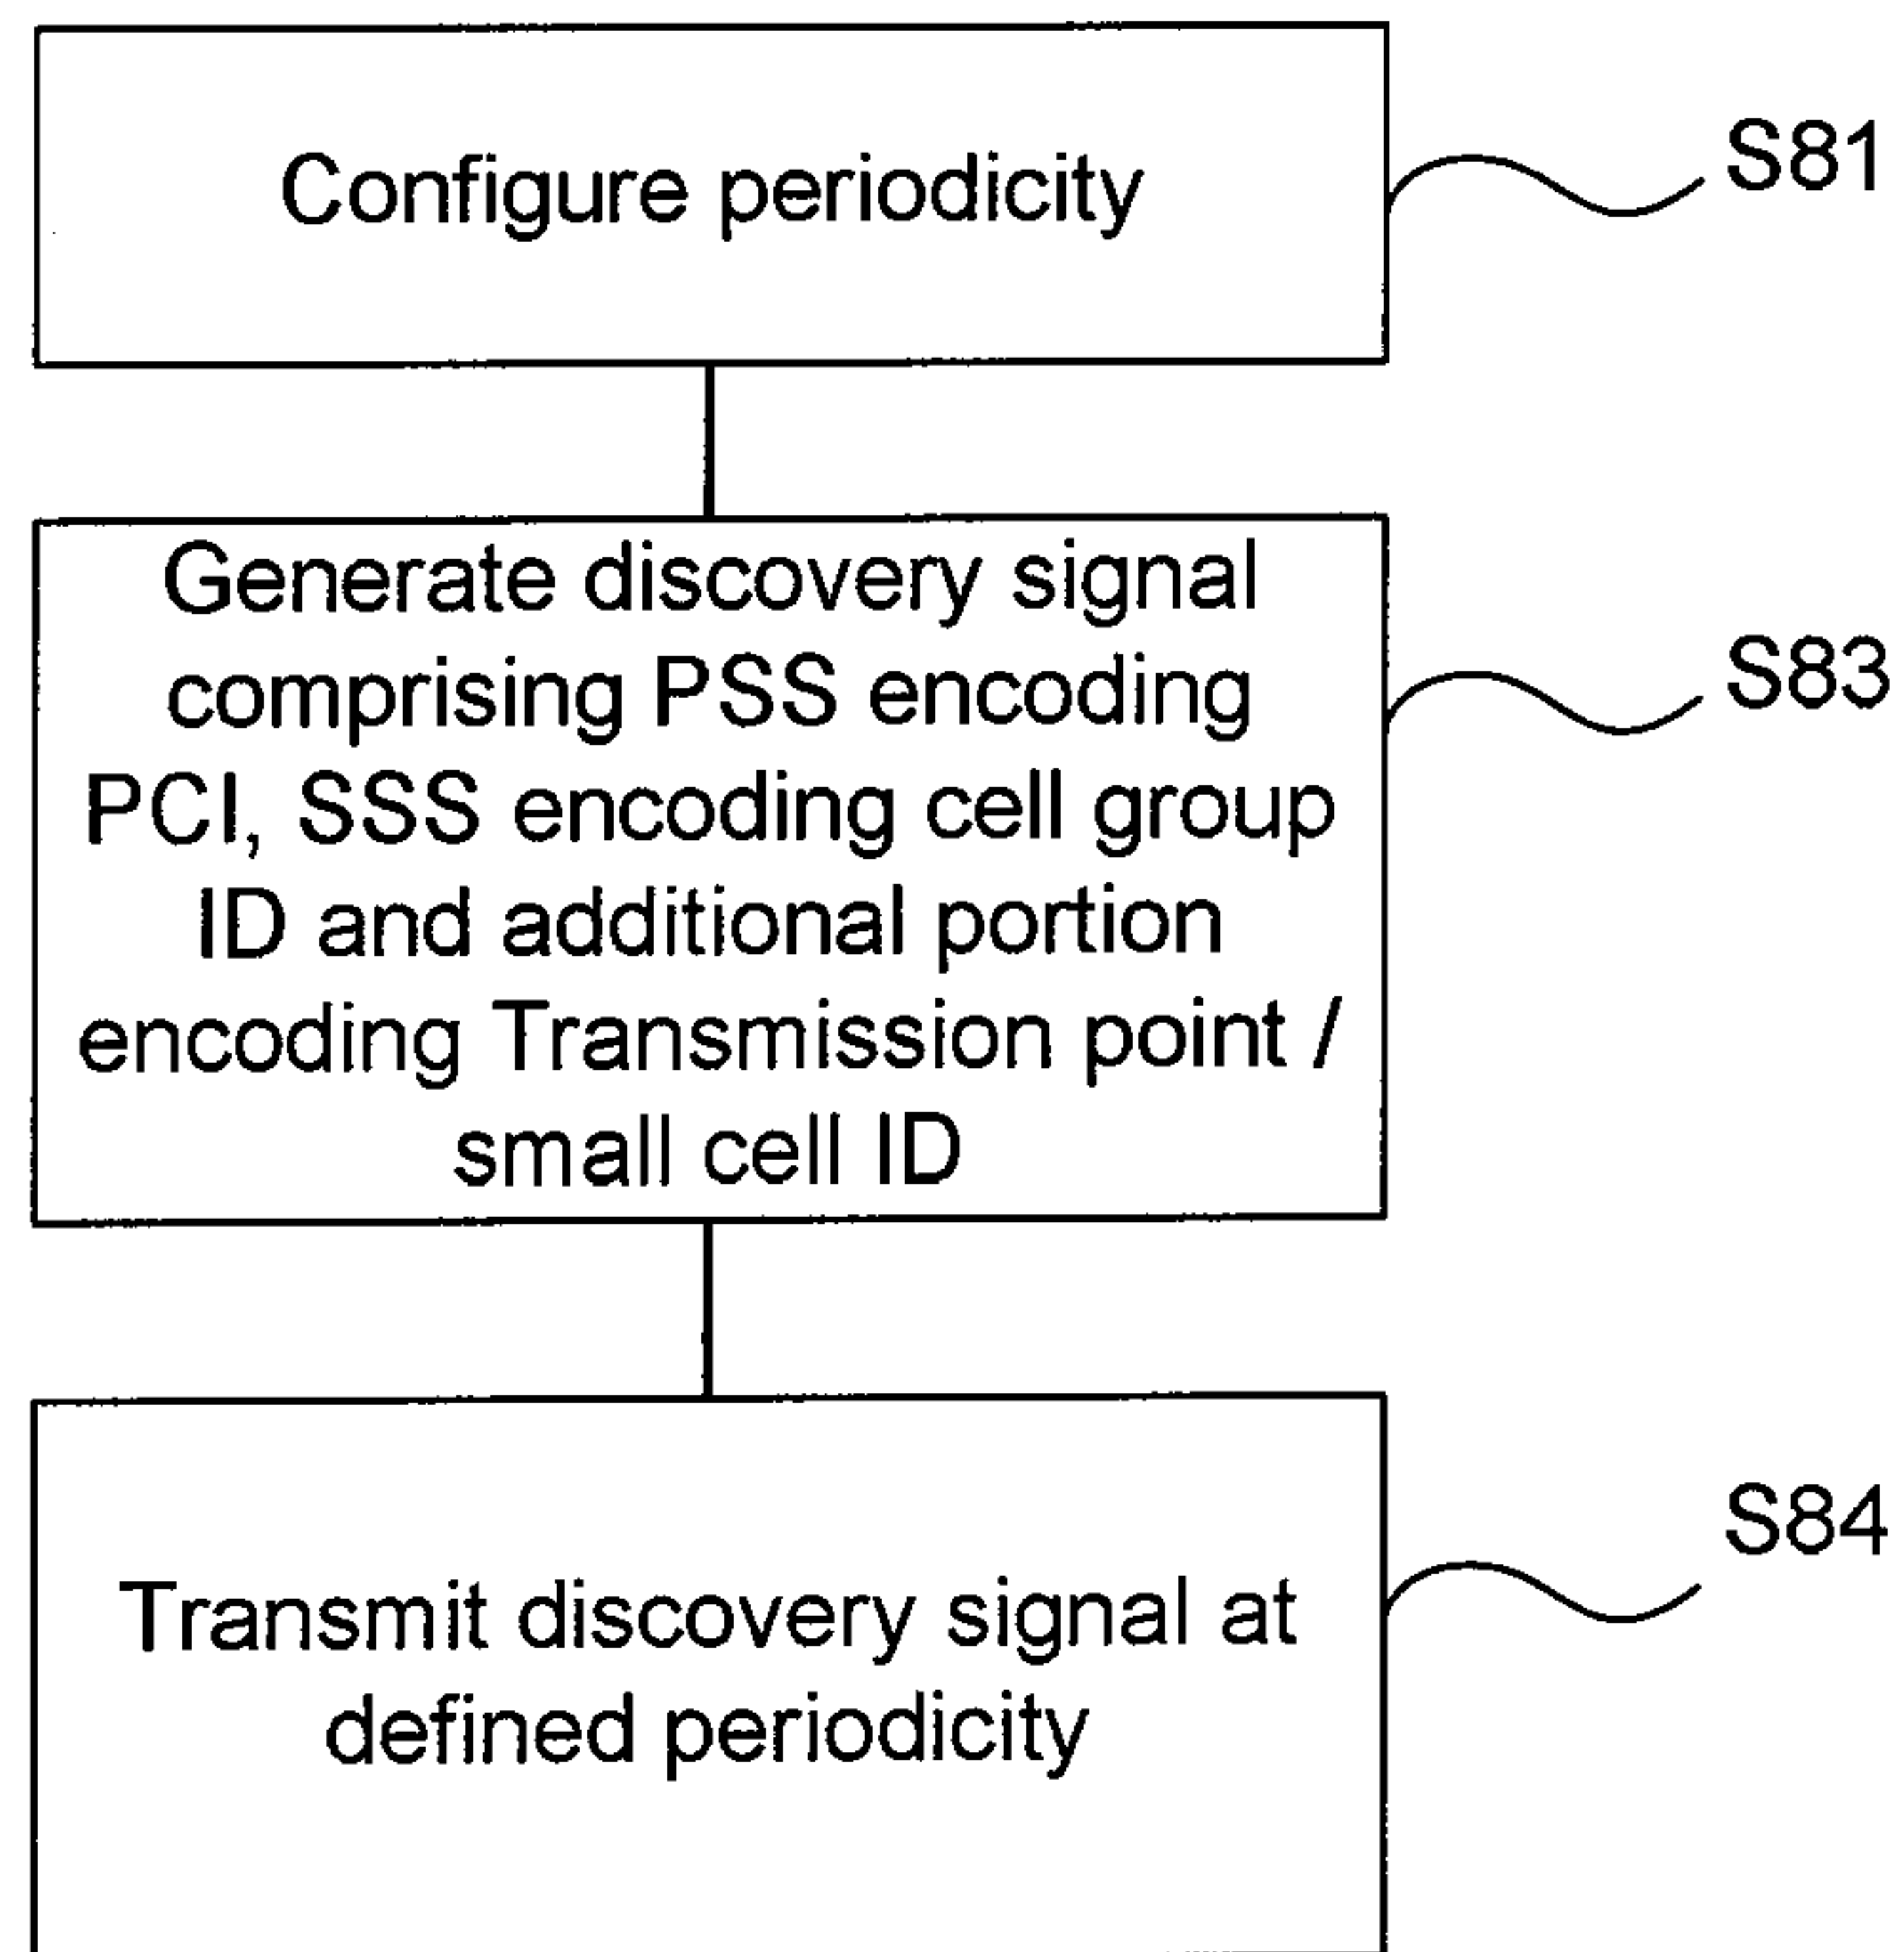 Configure periodicity
S81
Generate discovery signal
comprising PSS encoding
PCI, SSS encoding cell group
ID and additional portion
encoding Transmission point /
small cell ID
S83
Transmit discovery signal at
defined periodicity
S84